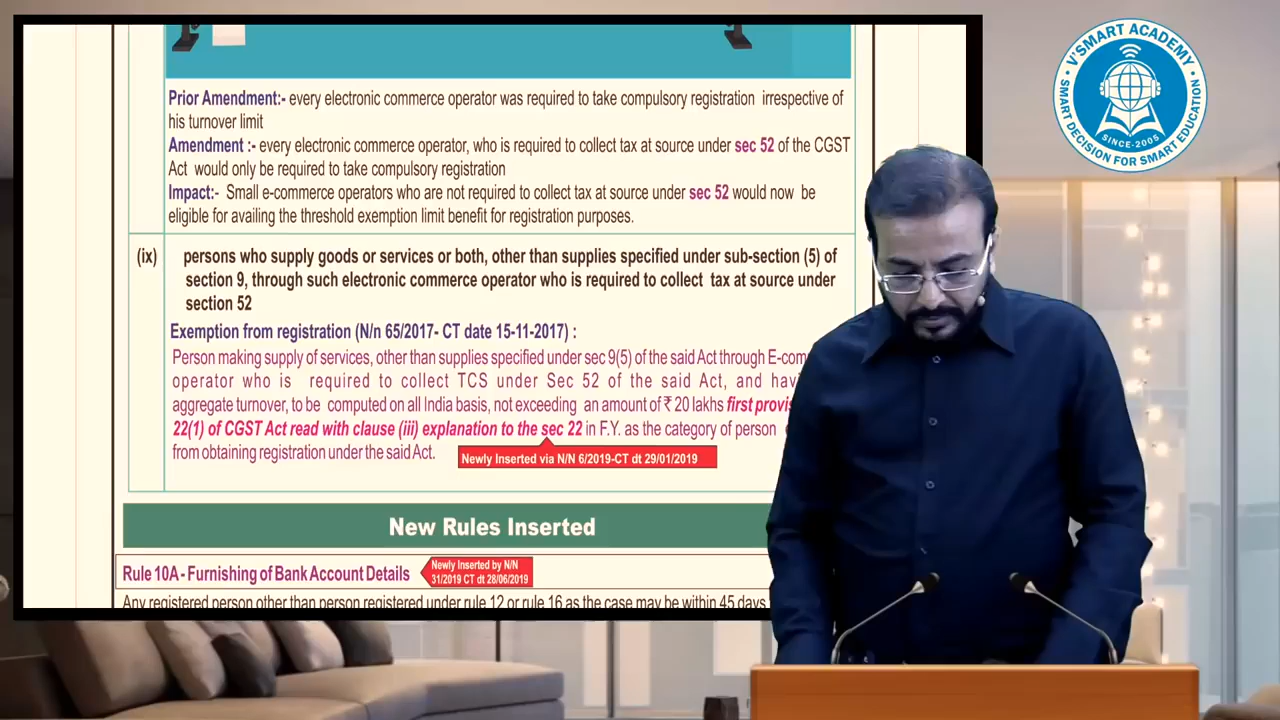 Prior Amendment:- every electronic commerce operator was required to take compulsory registration irrespective of
his turnover limit
Amendment :- every electronic commerce operator, who is required to collect tax at source under sec 52 of the CGST
Act would only be required to take compulsory registration
Impact:- Small e-commerce operators who are not required to collect tax at source under sec 52 would now be
eligible for availing the threshold exemption limit benefit for registration purposes.
(ix) persons who supply goods or services or both, other than supplies specified under sub-section (5) of
section 9, through such electronic commerce operator who is required to collect tax at source under
section 52
Exemption from registration (N/n 65/2017- CT date 15-11-2017) :
Person making supply of services, other than supplies specified under sec 9(5) of the said Act through E-com
operator who is required to collect TCS under Sec 52 of the said Act, and
aggregate turnover, to be computed on all India basis, not exceeding an amount of ₹ 20 lakhs first
22(1) of CGST Act read with clause (iii) explanation to the sec 22 in F.Y. as the category of person
from obtaining registration under the said Act.
Newly Inserted via N/N 6/2019-CT dt 29/01/2019
New Rules Inserted
Rule 10A - Furnishing of Bank Account Details
Newly Inserted by N/N
31/2019 CT dt 28/06/2019
Any registered person other than person registered under rule 12 or rule 16 as the case may be within 45 days
V'SMART ACADEMY
SINCE-2005
SMART DECISION FOR SMART EDUCATION